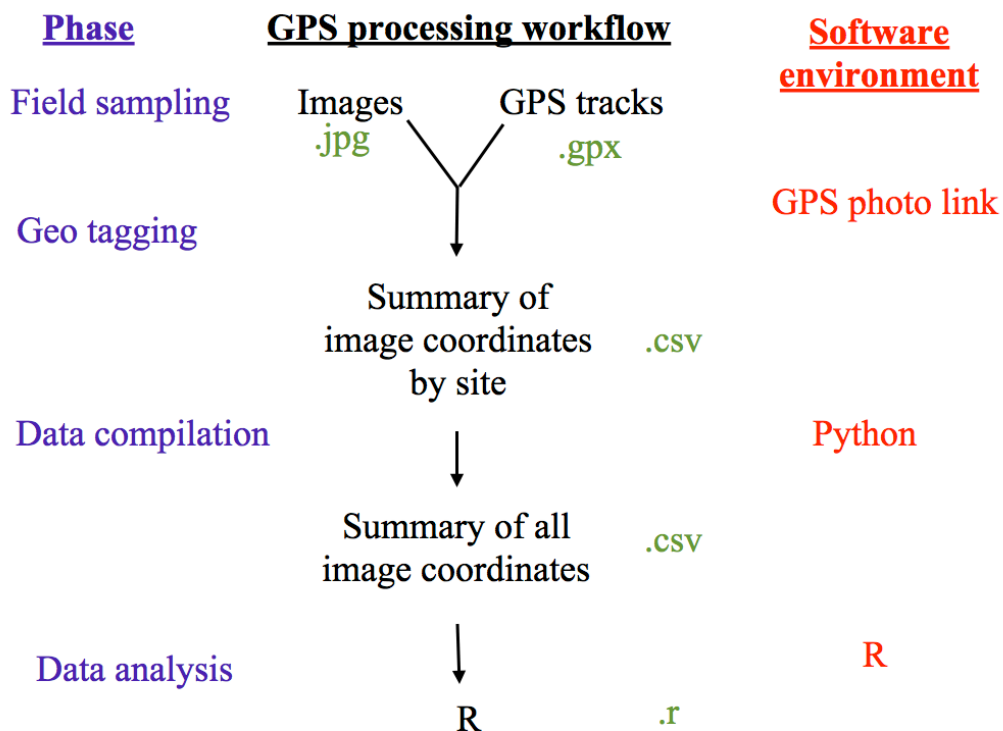 Phase
GPS processing workflow
Software
environment
Field sampling
Images
GPS tracks
.jpg
.gpx
GPS photo link
Geo tagging
Summary of
image coordinates
.csv
by site
Data compilation
Python
Summary of all
image coordinates
.csv
R
Data analysis
R
.r